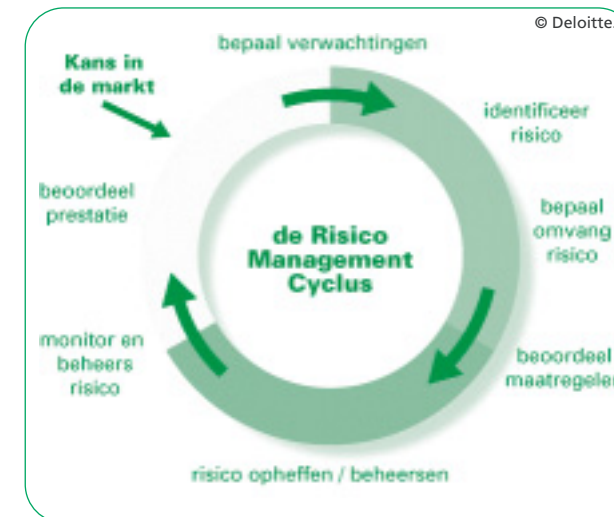 © Deloitte.
bepaal verwachtingen
Kans in
de markt
identificeer
risico
bepaal
omvang
risico
beoordeel
maatregelen
risico opheffen / beheersen
monitor en
beheers
risico
beoordeel
prestatie
de Risico
Management
Cyclus